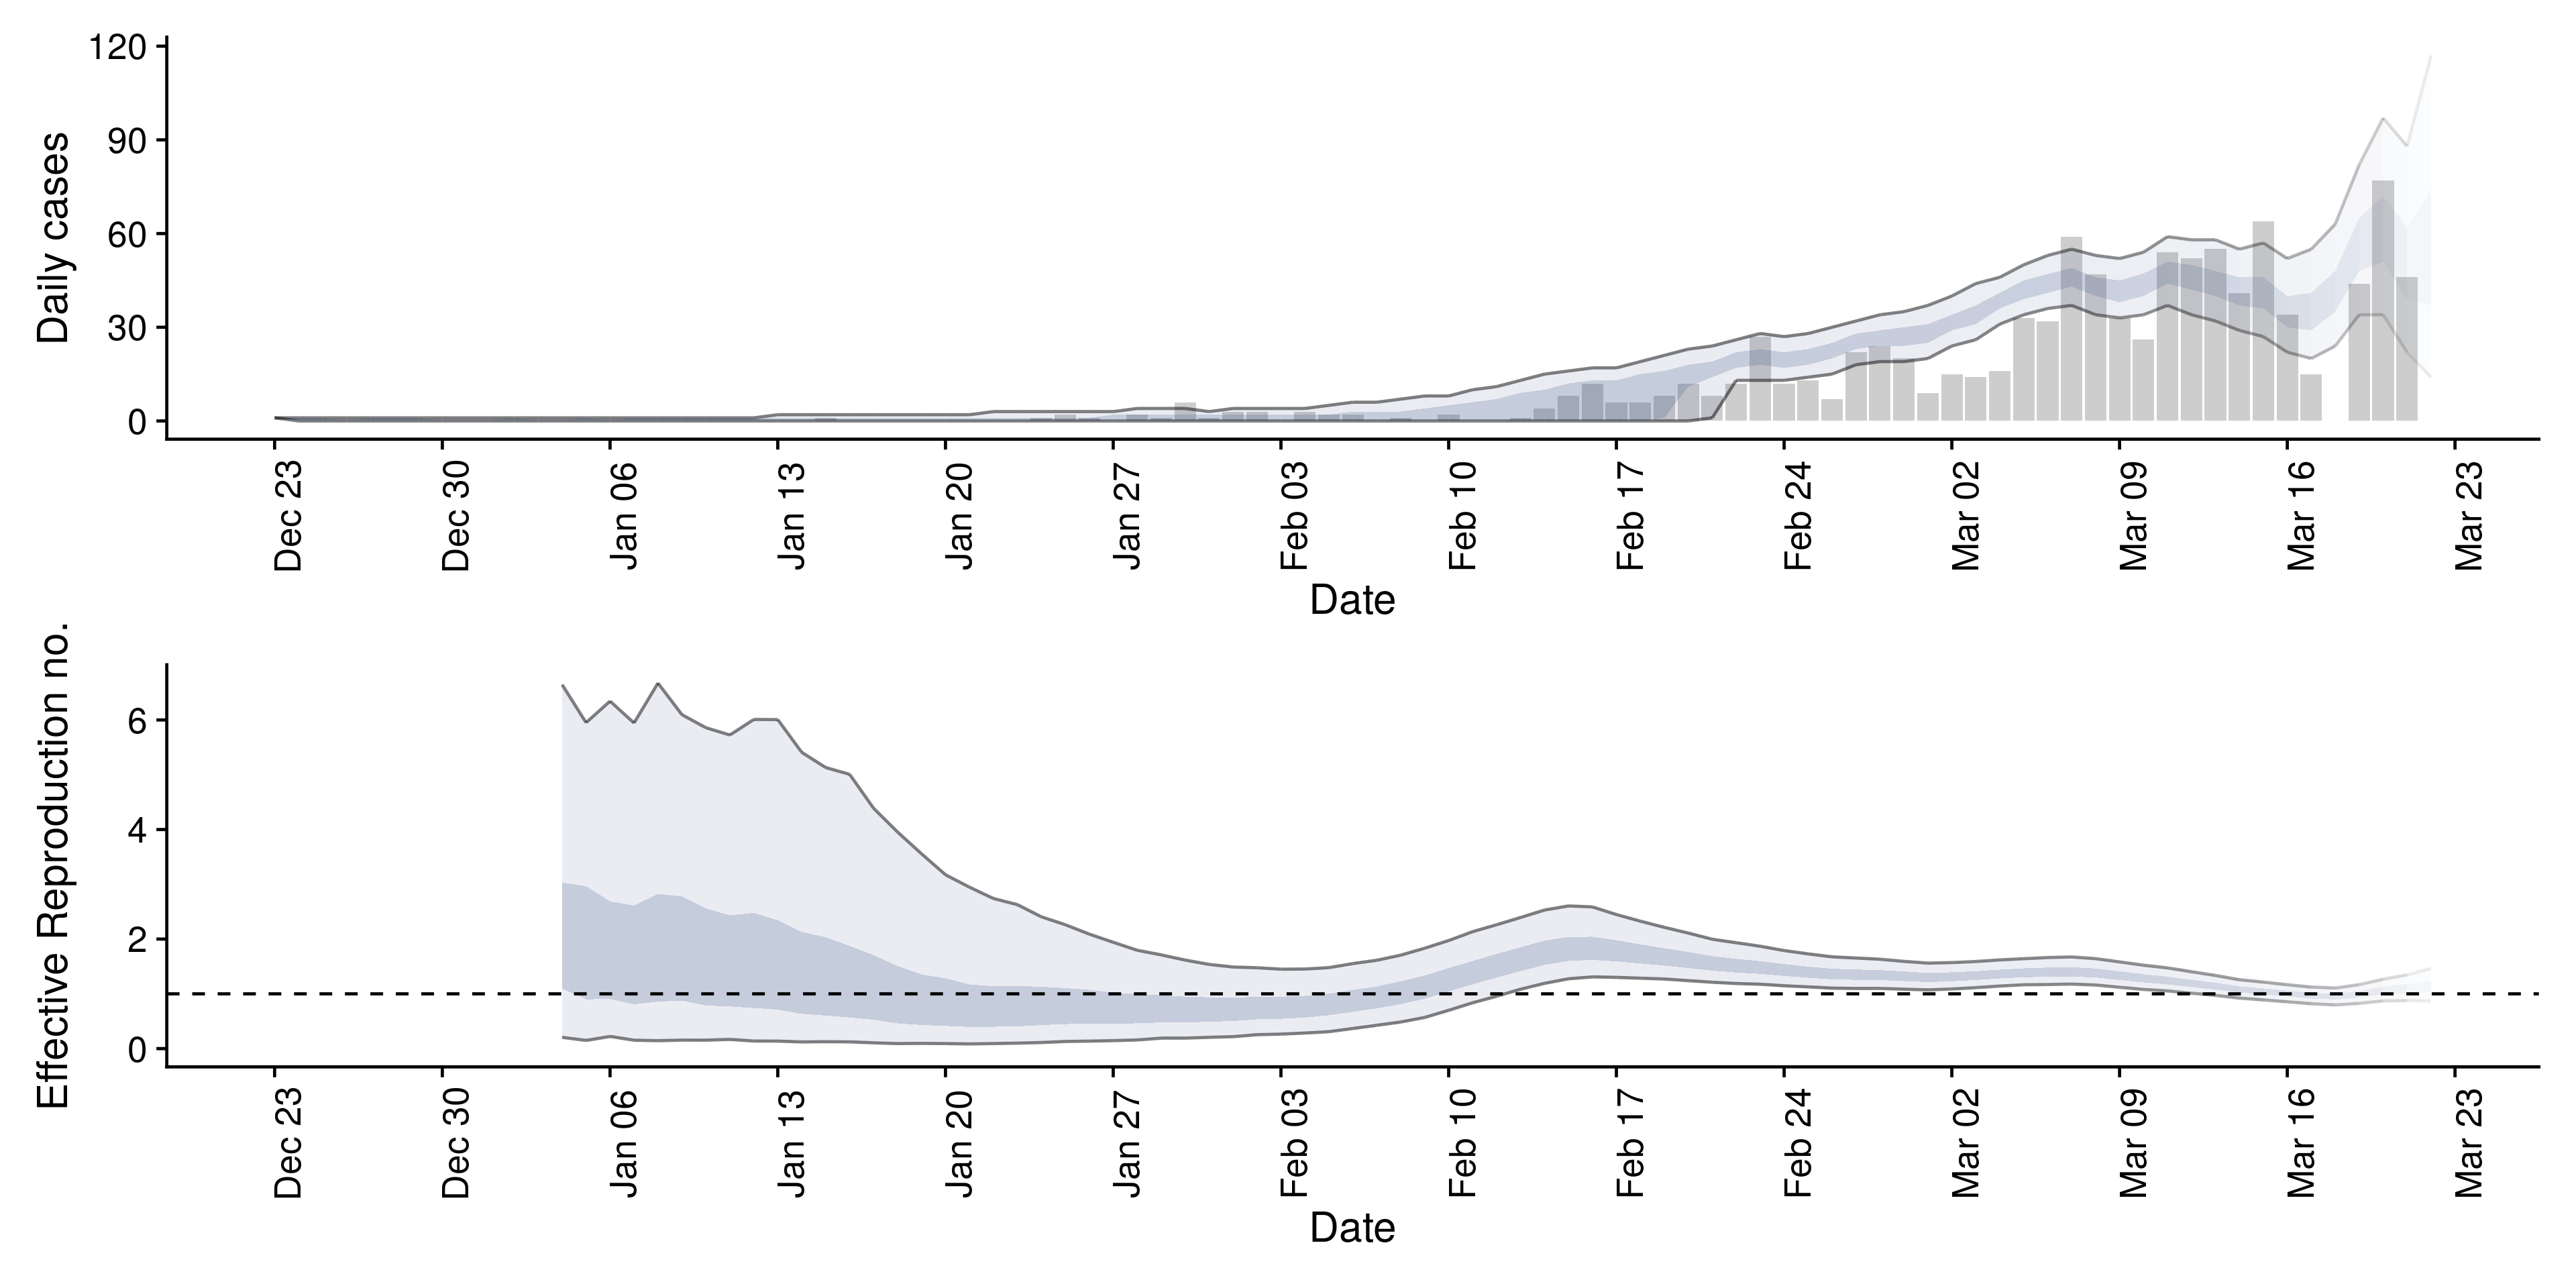 Daily cases
120
90
60
30
0
Dec 23
Dec 30
Jan 06
Jan 13
Jan 20
Jan 27
Feb 03
Feb 10
Feb 17
Feb 24
Mar 02
Mar 09
Mar 16
Mar 23
Date
Effective Reproduction no.
6
4
2
0
Dec 23
Dec 30
Jan 06
Jan 13
Jan 20
Jan 27
Feb 03
Feb 10
Feb 17
Feb 24
Mar 02
Mar 09
Mar 16
Mar 23
Date